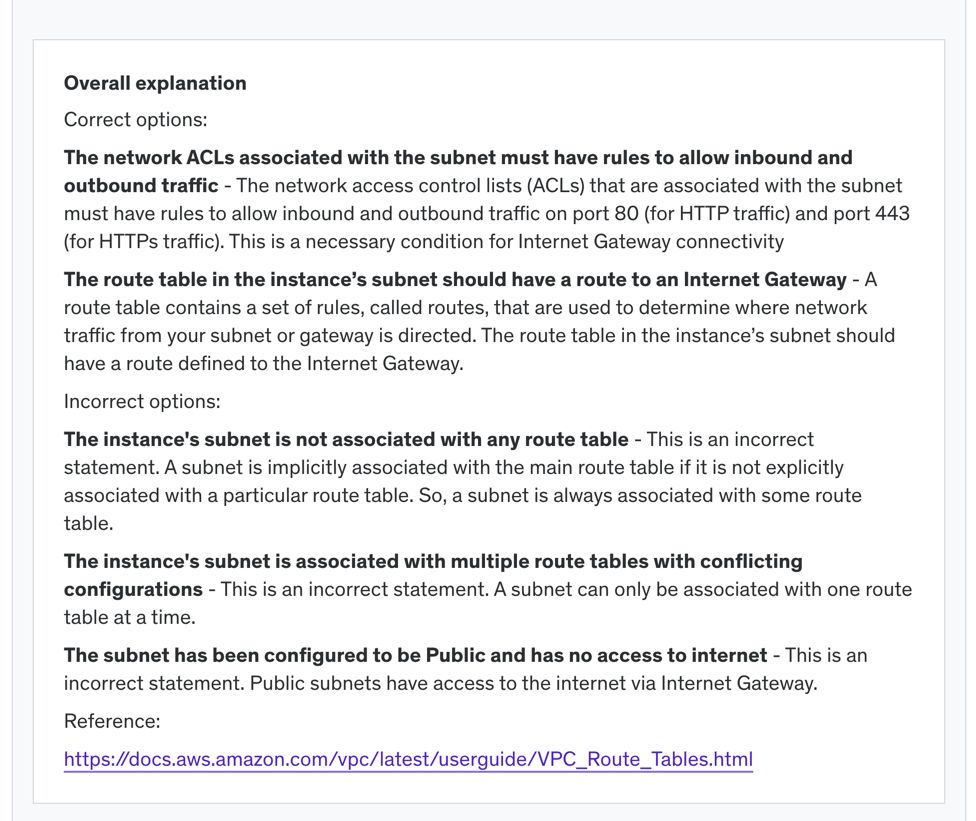 Overall explanation
Correct options:
The network ACLs associated with the subnet must have rules to allow inbound and
outbound traffic - The network access control lists (ACLs) that are associated with the subnet
must have rules to allow inbound and outbound traffic on port 80 (for HTTP traffic) and port 443
(for HTTPs traffic). This is a necessary condition for Internet Gateway connectivity
The route table in the instance’s subnet should have a route to an Internet Gateway - A
route table contains a set of rules, called routes, that are used to determine where network
traffic from your subnet or gateway is directed. The route table in the instance’s subnet should
have a route defined to the Internet Gateway.
Incorrect options:
The instance's subnet is not associated with any route table - This is an incorrect
statement. A subnet is implicitly associated with the main route table if it is not explicitly
associated with a particular route table. So, a subnet is always associated with some route
table.
The instance's subnet is associated with multiple route tables with conflicting
configurations - This is an incorrect statement. A subnet can only be associated with one route
table at a time.
The subnet has been configured to be Public and has no access to internet - This is an
incorrect statement. Public subnets have access to the internet via Internet Gateway.
Reference:
https://docs.aws.amazon.com/vpc/latest/userguide/VPC_Route_Tables.html